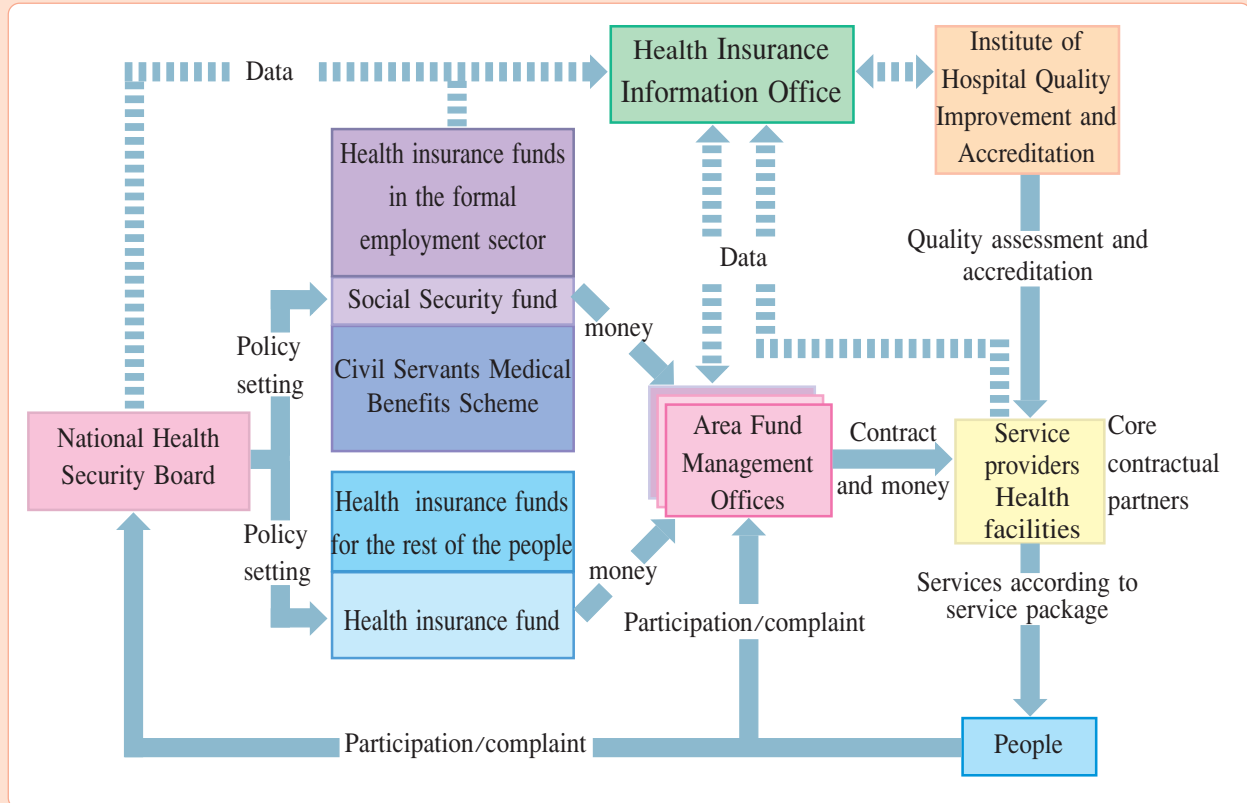 Data
Health Insurance
Information Office
Institute of
Hospital Quality
Improvement and
Accreditation
Health insurance funds
in the formal
employment sector
Social Security fund
Civil Servants Medical
Benefits Scheme
money
Data
Quality assessment and
accreditation
Policy
setting
National Health
Security Board
Area Fund
Management
Offices
Contract
and money
Service
providers
Health
facilities
Core
contractual
partners
Policy
setting
Health insurance funds
for the rest of the people
Health insurance fund
money
Participation/complaint
Services according to
service package
Participation/complaint
People